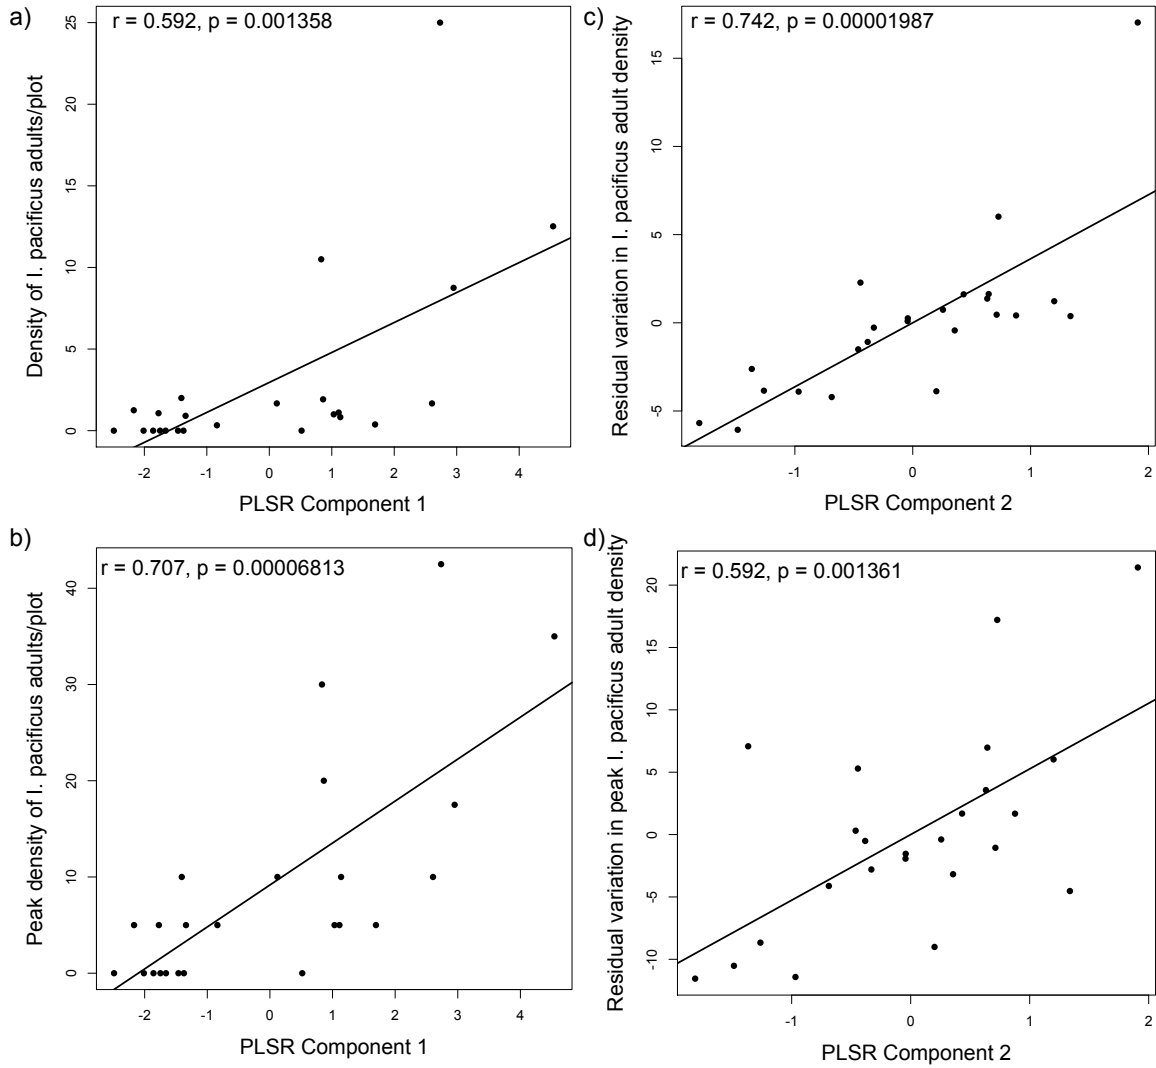 a)
r = 0.592, p = 0.001358
Density of I. pacificus adults/plot
25
20
15
10
5
0
-2 -1 0 1 2 3 4
PLSR Component 1
c)
r = 0.742, p = 0.00001987
Residual variation in I. pacificus adult density
15
10
5
0
-5
-1 0 1 2
PLSR Component 2
b)
r = 0.707, p = 0.00006813
Peak density of I. pacificus adults/plot
40
30
20
10
0
-2 -1 0 1 2 3 4
PLSR Component 1
d)
r = 0.592, p = 0.001361
Residual variation in peak I. pacificus adult density
20
15
10
5
0
-5
-10
-1 0 1 2
PLSR Component 2